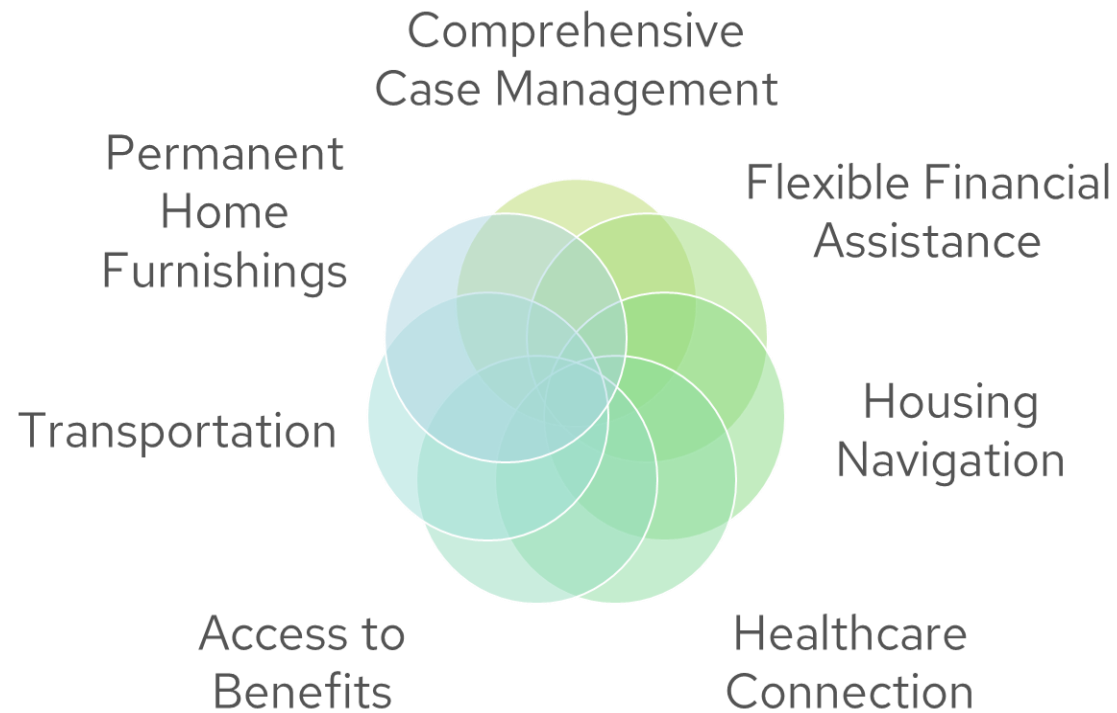 Comprehensive
Case Management
Permanent
Home
Furnishings
Flexible Financial
Assistance
Transportation
Housing
Navigation
Access to
Benefits
Healthcare
Connection